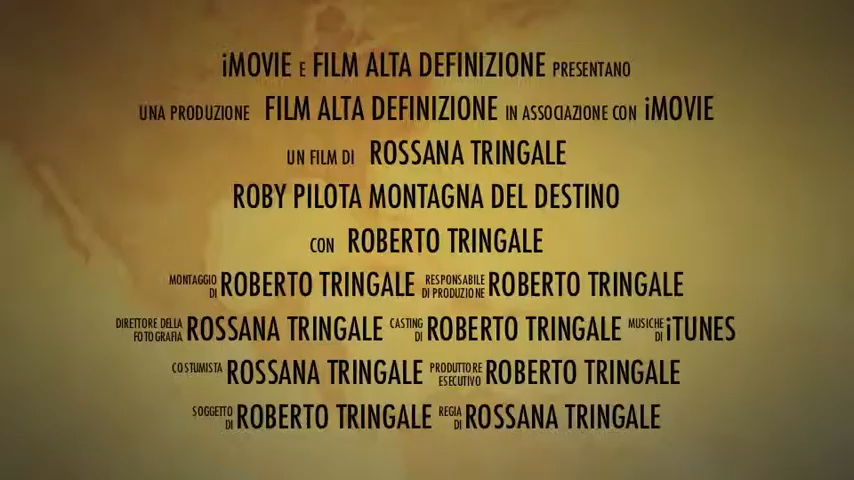 iMOVIE E FILM ALTA DEFINIZIONE PRESENTANO
UNA PRODUZIONE FILM ALTA DEFINIZIONE IN ASSOCIAZIONE CON iMOVIE
UN FILM DI ROSSANA TRINGALE
ROBY PILOTA MONTAGNA DEL DESTINO
CON ROBERTO TRINGALE
MONTAGGIO DI ROBERTO TRINGALE RESPONSABILE DI PRODUZIONE ROBERTO TRINGALE
DIRETTORE DELLA FOTOGRAFIA ROSSANA TRINGALE CASTING DI ROBERTO TRINGALE MUSICHE DI iTUNES
COSTUMISTA ROSSANA TRINGALE PRODUTTORE ESECUTIVO ROBERTO TRINGALE
SOGGETTO DI ROBERTO TRINGALE REGIA DI ROSSANA TRINGALE